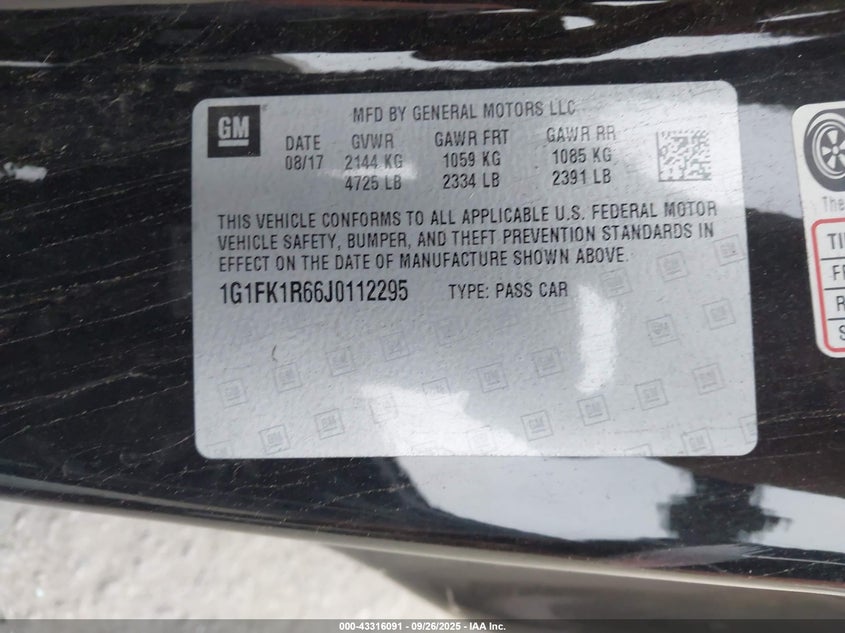 GM
MFD BY GENERAL MOTORS LLC
DATE GVWR GAWR FRT GAWR RR
08/17 2144 KG 1059 KG 1085 KG
4725 LB 2334 LB 2391 LB
THIS VEHICLE CONFORMS TO ALL APPLICABLE U.S. FEDERAL MOTOR
VEHICLE SAFETY, BUMPER, AND THEFT PREVENTION STANDARDS IN
EFFECT ON THE DATE OF MANUFACTURE SHOWN ABOVE.
1G1FK1R66J0112295 TYPE: PASS CAR
The
000-43316091 - 09/26/2025 - IAA, Inc.